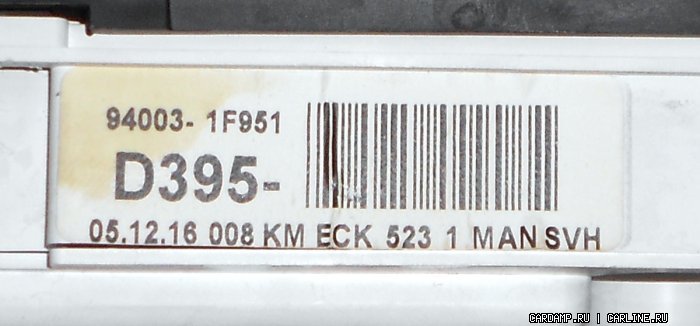 94003- 1F951
D395-
05.12.16 008 KM ECK 523 1 MAN SVH
CARDAMP.RU | CARLINE.RU